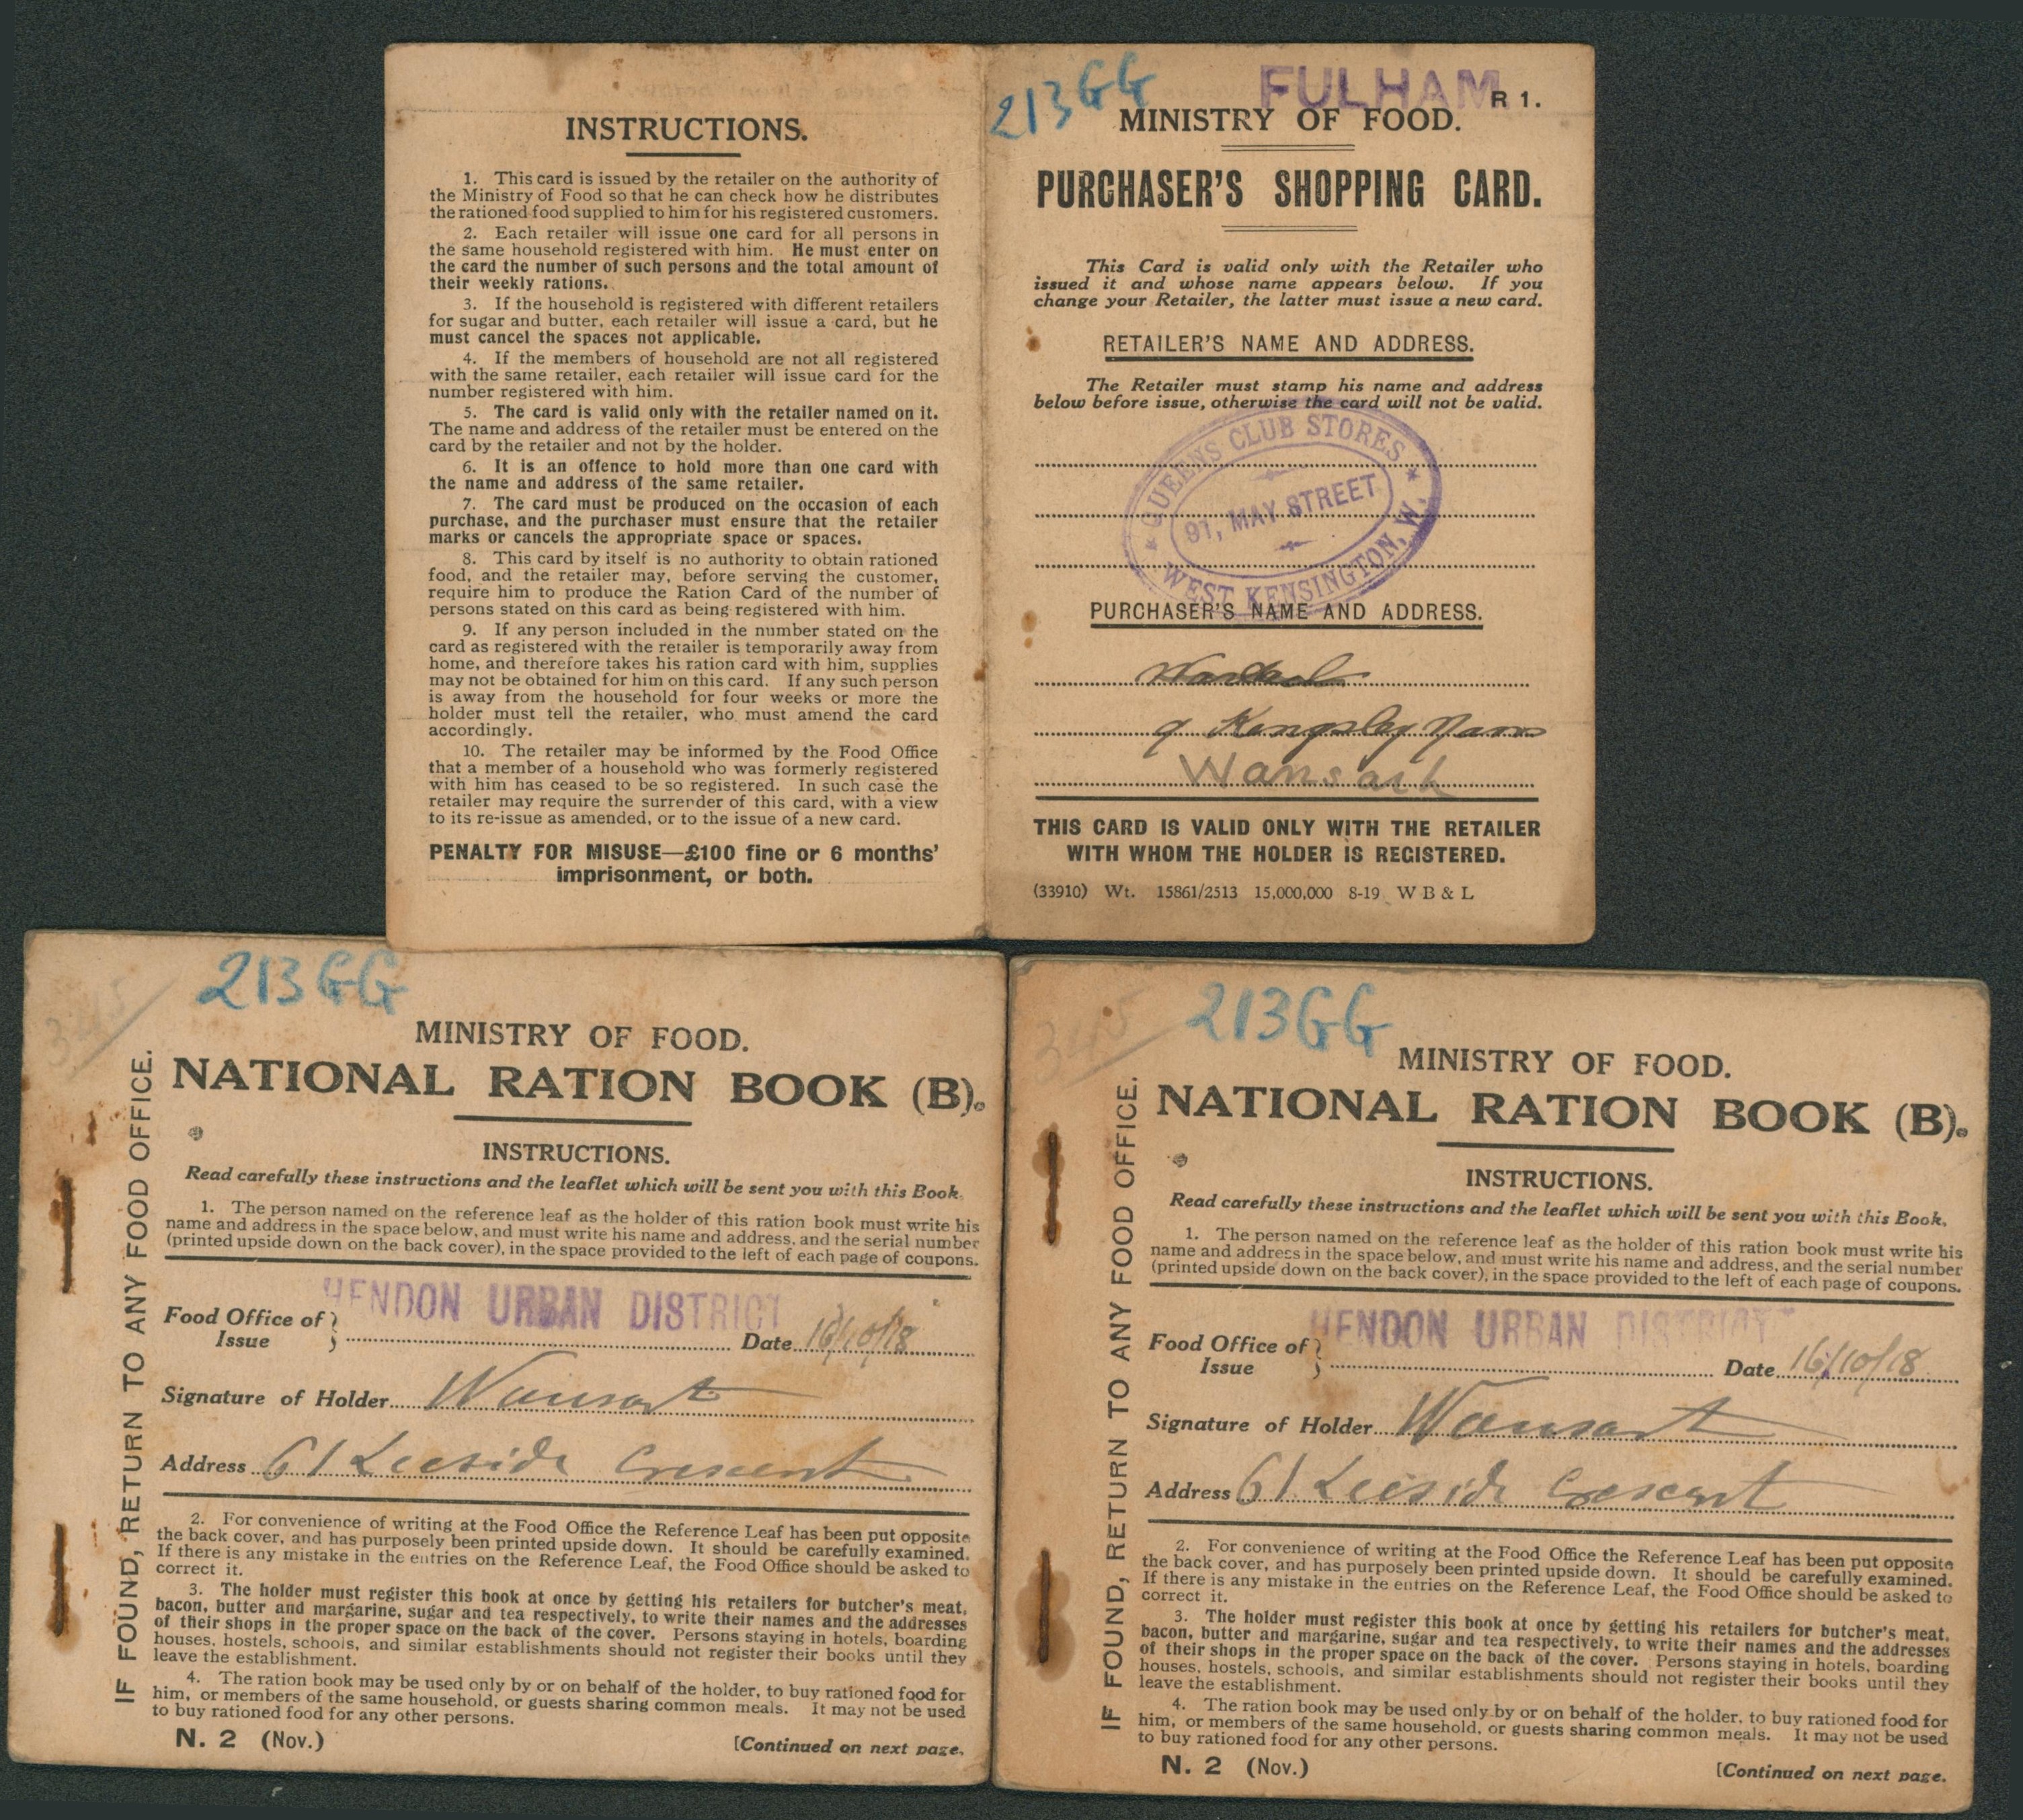 INSTRUCTIONS.
1. This card is issued by the retailer on the authority of
the Ministry of Food so that he can check how he distributes
the rationed food supplied to him for his registered customers.
2. Each retailer will issue one card for all persons in
the same household registered with him. He must enter on
the card the number of such persons and the total amount of
their weekly rations.
3. If the household is registered with different retailers
for sugar and butter, each retailer will issue a card, but he
must cancel the spaces not applicable.
4. If the members of household are not all registered
with the same retailer, each retailer will issue card for the
number registered with him.
5. The card is valid only with the retailer named on it.
The name and address of the retailer must be entered on the
card by the retailer and not by the holder.
6. It is an offence to hold more than one card with
the name and address of the same retailer.
7. The card must be produced on the occasion of each
purchase, and the purchaser must ensure that the retailer
marks or cancels the appropriate space or spaces.
8. This card by itself is no authority to obtain rationed
food, and the retailer may, before serving the customer,
require him to produce the Ration Card of the number of
persons stated on this card as being registered with him.
9. If any person included in the number stated on the
card as registered with the retailer is temporarily away from
home, and therefore takes his ration card with him, supplies
may not be obtained for him on this card. If any such person
is away from the household for four weeks or more the
holder must tell the retailer, who must amend the card
accordingly.
10. The retailer may be informed by the Food Office
that a member of a household who was formerly registered
with him has ceased to be so registered. In such case the
retailer may require the surrender of this card, with a view
to its re-issue as amended, or to the issue of a new card.
PENALTY FOR MISUSE—£100 fine or 6 months'
imprisonment, or both.
213GG
FULHAM
R 1.
MINISTRY OF FOOD.
PURCHASER'S SHOPPING CARD.
This Card is valid only with the Retailer who
issued it and whose name appears below. If you
change your Retailer, the latter must issue a new card.
RETAILER'S NAME AND ADDRESS.
The Retailer must stamp his name and address
below before issue, otherwise the card will not be valid.
QUEENS CLUB STORES
91, MAY STREET
WEST KENSINGTON, W.
PURCHASER'S NAME AND ADDRESS.
9 Kingsley Mans
Wansart
THIS CARD IS VALID ONLY WITH THE RETAILER
WITH WHOM THE HOLDER IS REGISTERED.
(33910) Wt. 15861/2513 15,000,000 8-19 W B & L
345
213GG
MINISTRY OF FOOD.
NATIONAL RATION BOOK (B).
IF FOUND, RETURN TO ANY FOOD OFFICE.
INSTRUCTIONS.
Read carefully these instructions and the leaflet which will be sent you with this Book.
1. The person named on the reference leaf as the holder of this ration book must write his
name and address in the space below, and must write his name and address, and the serial number
(printed upside down on the back cover), in the space provided to the left of each page of coupons.
HENDON URBAN DISTRICT
Food Office of Issue } Date 16/10/18
Signature of Holder Wansart
Address 61 Leeside Crescent
2. For convenience of writing at the Food Office the Reference Leaf has been put opposite
the back cover, and has purposely been printed upside down. It should be carefully examined.
If there is any mistake in the entries on the Reference Leaf, the Food Office should be asked to
correct it.
3. The holder must register this book at once by getting his retailers for butcher's meat,
bacon, butter and margarine, sugar and tea respectively, to write their names and the addresses
of their shops in the proper space on the back of the cover. Persons staying in hotels, boarding
houses, hostels, schools, and similar establishments should not register their books until they
leave the establishment.
4. The ration book may be used only by or on behalf of the holder, to buy rationed food for
him, or members of the same household, or guests sharing common meals. It may not be used
to buy rationed food for any other persons.
N. 2 (Nov.)
[Continued on next page.
345
213GG
MINISTRY OF FOOD.
NATIONAL RATION BOOK (B).
IF FOUND, RETURN TO ANY FOOD OFFICE.
INSTRUCTIONS.
Read carefully these instructions and the leaflet which will be sent you with this Book.
1. The person named on the reference leaf as the holder of this ration book must write his
name and address in the space below, and must write his name and address, and the serial number
(printed upside down on the back cover), in the space provided to the left of each page of coupons.
HENDON URBAN DISTRICT
Food Office of Issue } Date 16/10/18
Signature of Holder Wansart
Address 61 Leeside Crescent
2. For convenience of writing at the Food Office the Reference Leaf has been put opposite
the back cover, and has purposely been printed upside down. It should be carefully examined.
If there is any mistake in the entries on the Reference Leaf, the Food Office should be asked to
correct it.
3. The holder must register this book at once by getting his retailers for butcher's meat,
bacon, butter and margarine, sugar and tea respectively, to write their names and the addresses
of their shops in the proper space on the back of the cover. Persons staying in hotels, boarding
houses, hostels, schools, and similar establishments should not register their books until they
leave the establishment.
4. The ration book may be used only by or on behalf of the holder, to buy rationed food for
him, or members of the same household, or guests sharing common meals. It may not be used
to buy rationed food for any other persons.
N. 2 (Nov.)
[Continued on next page.